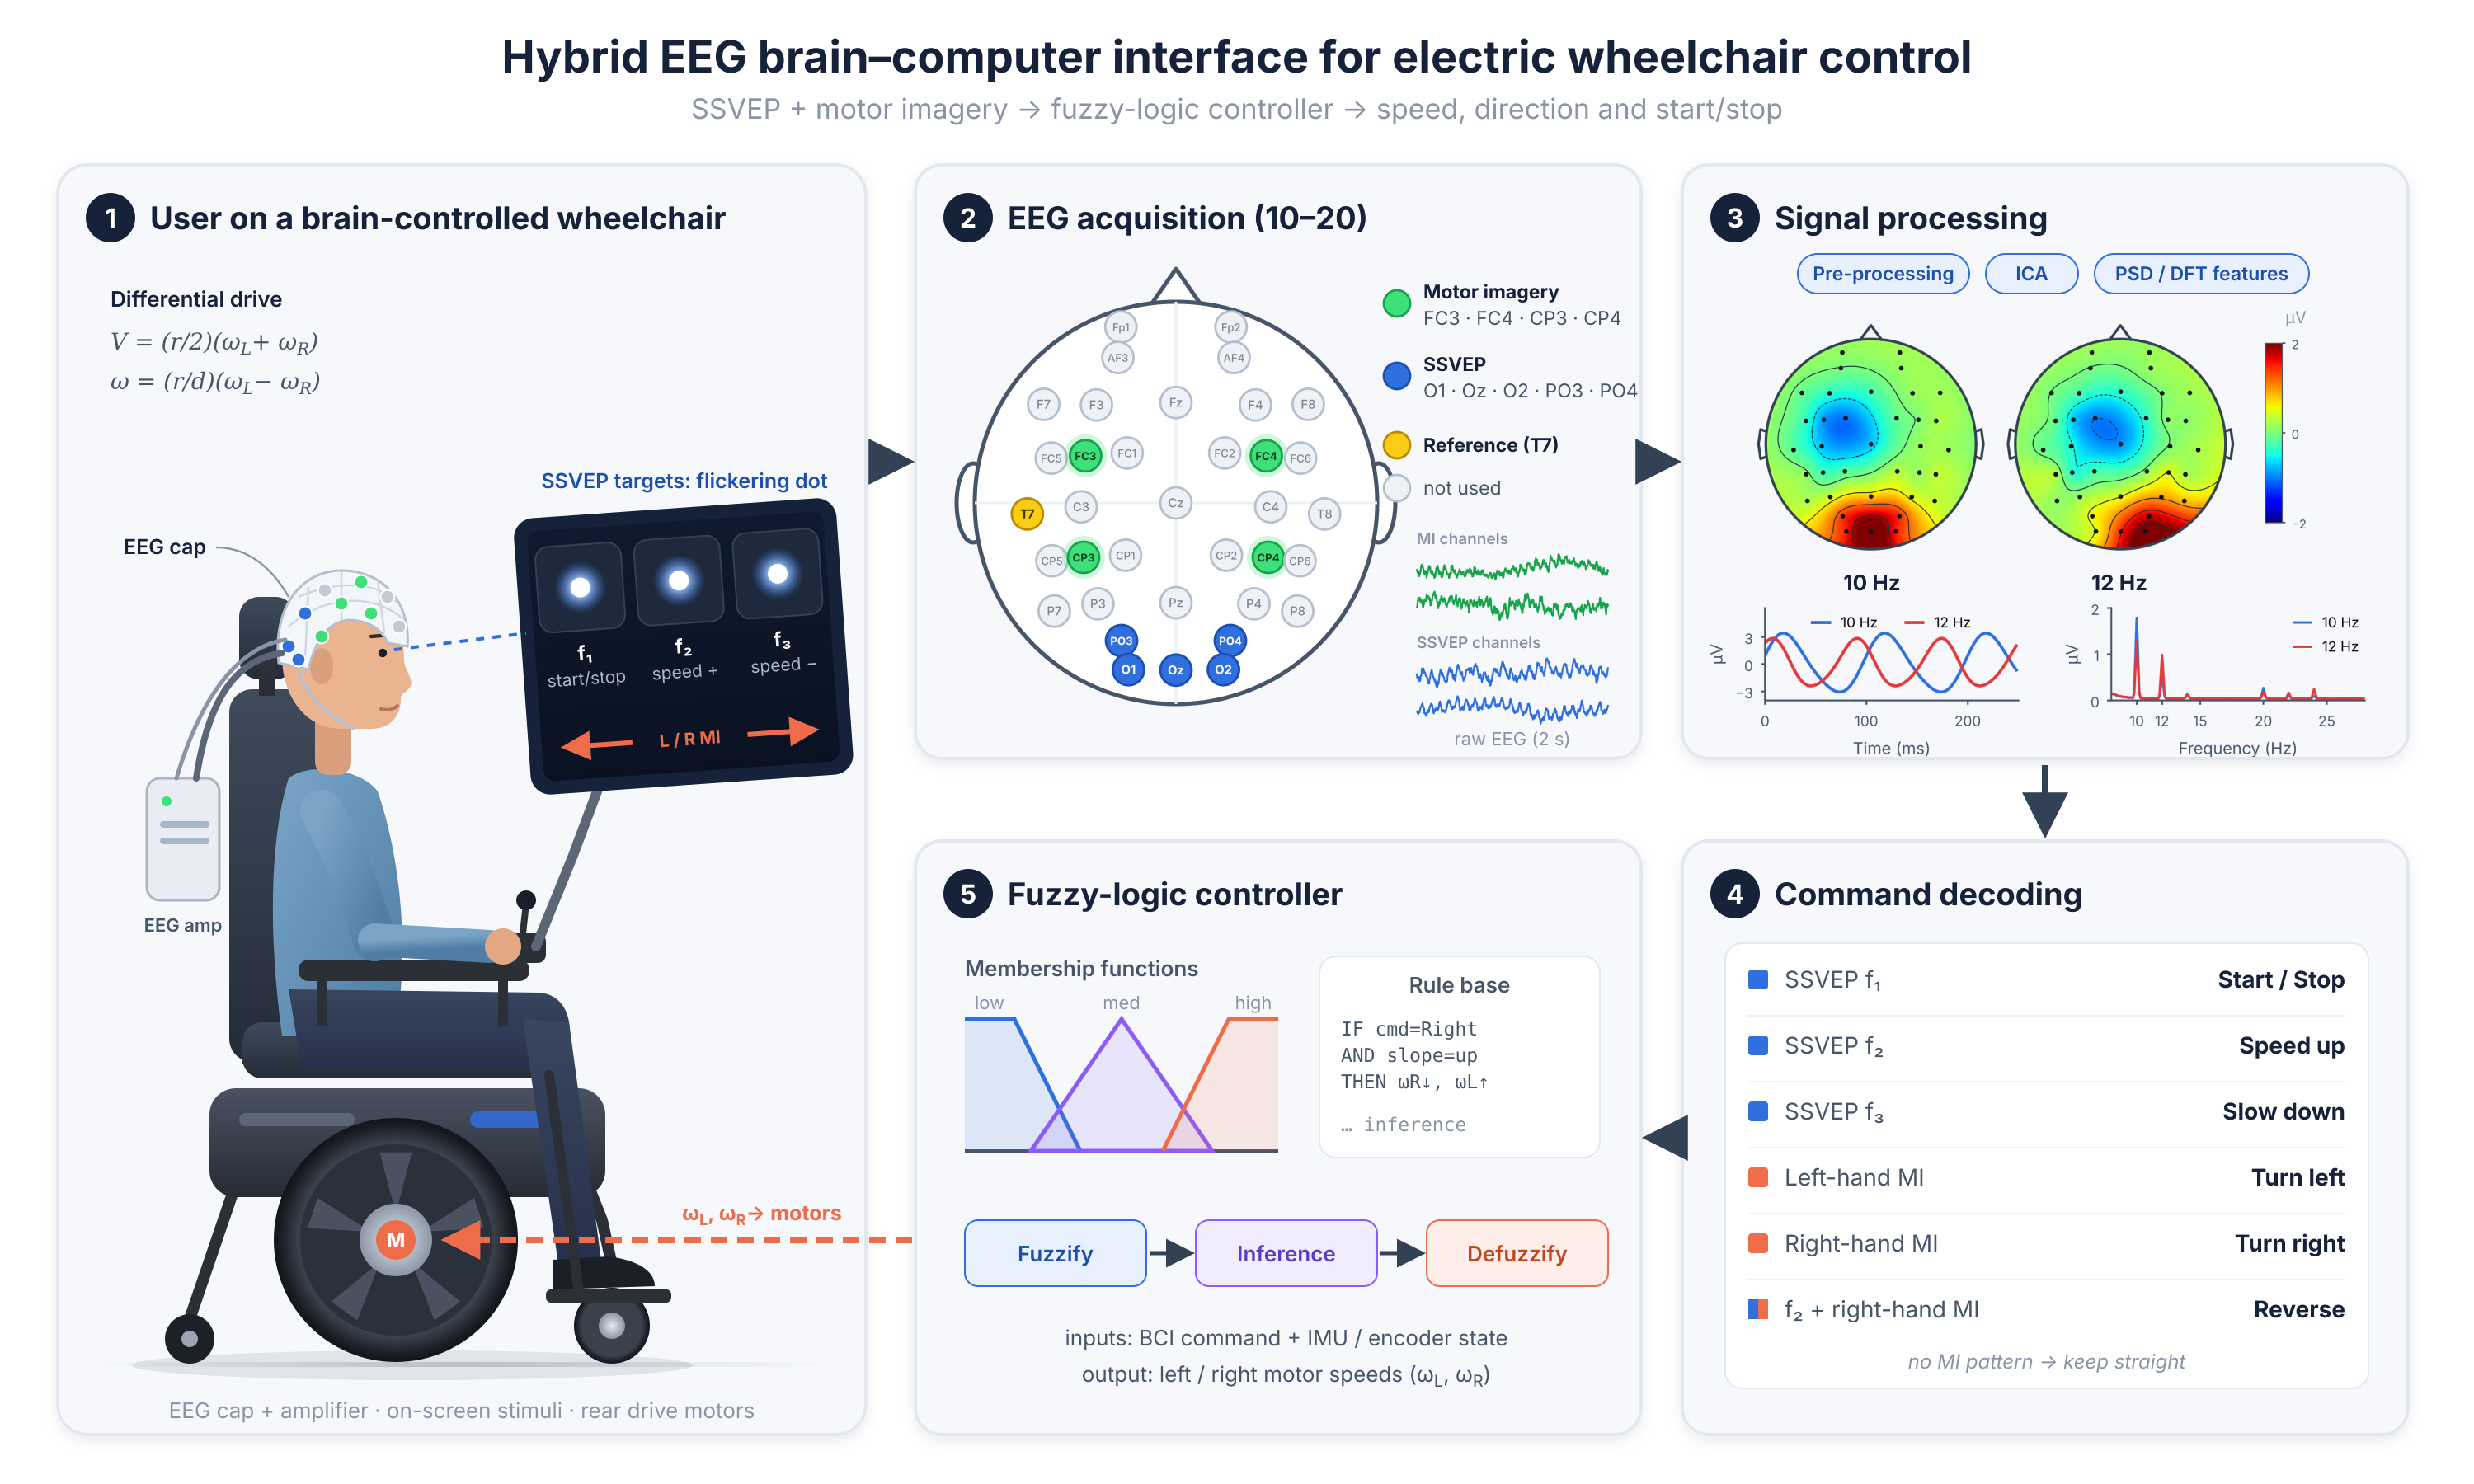 Hybrid EEG brain–computer interface for electric wheelchair control
SSVEP + motor imagery → fuzzy-logic controller → speed, direction and start/stop
1 User on a brain-controlled wheelchair
Differential drive
V = (r/2)(ωL+ ωR)
ω = (r/d)(ωL− ωR)
SSVEP targets: flickering dot
EEG cap
f₁ f₂ f₃
start/stop speed + speed −
L / R MI
EEG amp
ωL, ωR→ motors
M
EEG cap + amplifier · on-screen stimuli · rear drive motors
2 EEG acquisition (10–20)
Fp1 Fp2
AF3 AF4
F7 F3 Fz F4 F8
FC5 FC3 FC1 FC2 FC4 FC6
T7 C3 Cz C4 T8
CP5 CP3 CP1 CP2 CP4 CP6
P7 P3 Pz P4 P8
PO3 PO4
O1 Oz O2
Motor imagery
FC3 · FC4 · CP3 · CP4
SSVEP
O1 · Oz · O2 · PO3 · PO4
Reference (T7)
not used
MI channels
SSVEP channels
raw EEG (2 s)
3 Signal processing
Pre-processing ICA PSD / DFT features
µV
2
0
−2
10 Hz 12 Hz
10 Hz 12 Hz
µV
3
0
−3
0 100 200
Time (ms)
10 Hz
12 Hz
µV
2
1
0
10 12 15 20 25
Frequency (Hz)
4 Command decoding
SSVEP f₁ Start / Stop
SSVEP f₂ Speed up
SSVEP f₃ Slow down
Left-hand MI Turn left
Right-hand MI Turn right
f₂ + right-hand MI Reverse
no MI pattern → keep straight
5 Fuzzy-logic controller
Membership functions
low med high
Rule base
IF cmd=Right
AND slope=up
THEN ωR↓, ωL↑
… inference
Fuzzify Inference Defuzzify
inputs: BCI command + IMU / encoder state
output: left / right motor speeds (ωL, ωR)